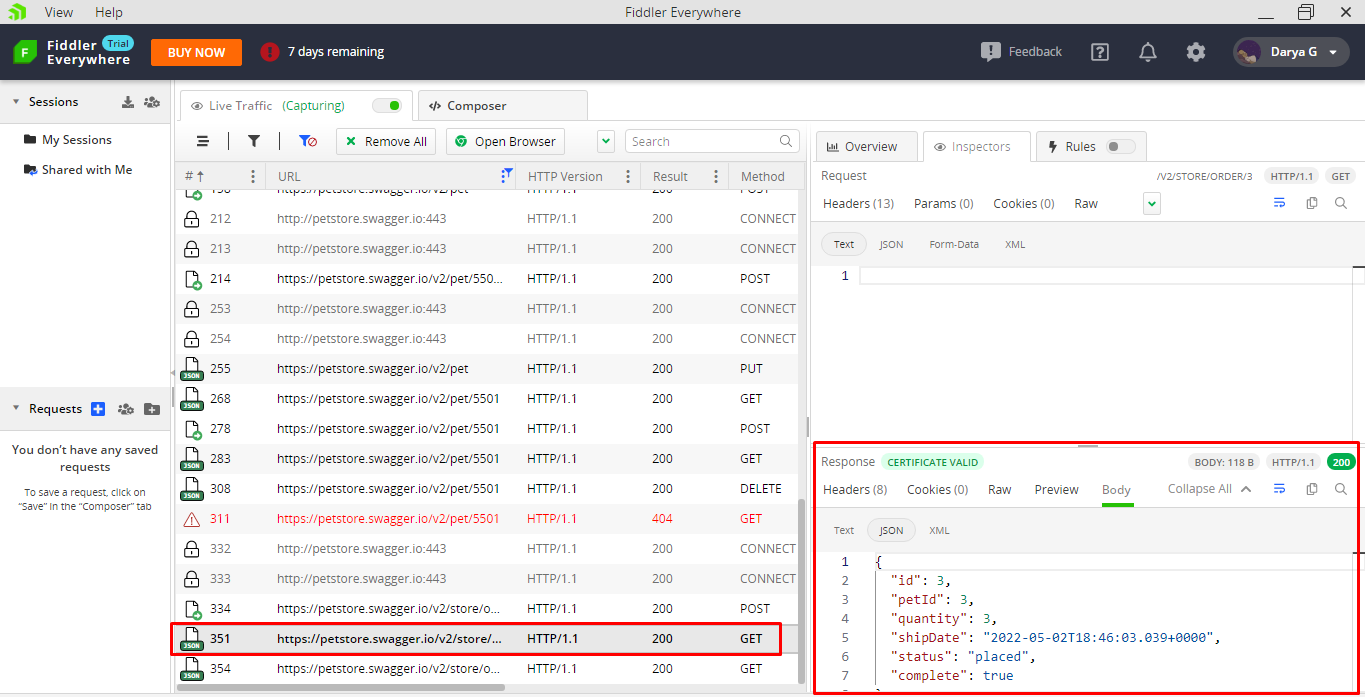 View Help Fiddler Everywhere
Fiddler Trial
Everywhere
F
BUY NOW
! 7 days remaining
Feedback
Darya G
Sessions
My Sessions
Shared with Me
Requests
You don't have any saved
requests
To save a request, click on
"Save" in the "Composer" tab
Live Traffic (Capturing)
Composer
Remove All Open Browser Search
# URL HTTP Version Result Method
212 http://petstore.swagger.io:443 HTTP/1.1 200 CONNECT
213 http://petstore.swagger.io:443 HTTP/1.1 200 CONNECT
214 https://petstore.swagger.io/v2/pet/550... HTTP/1.1 200 POST
253 http://petstore.swagger.io:443 HTTP/1.1 200 CONNECT
254 http://petstore.swagger.io:443 HTTP/1.1 200 CONNECT
JSON 255 https://petstore.swagger.io/v2/pet HTTP/1.1 200 PUT
JSON 268 https://petstore.swagger.io/v2/pet/5501 HTTP/1.1 200 GET
278 https://petstore.swagger.io/v2/pet/5501 HTTP/1.1 200 POST
JSON 283 https://petstore.swagger.io/v2/pet/5501 HTTP/1.1 200 GET
JSON 308 https://petstore.swagger.io/v2/pet/5501 HTTP/1.1 200 DELETE
311 https://petstore.swagger.io/v2/pet/5501 HTTP/1.1 404 GET
332 http://petstore.swagger.io:443 HTTP/1.1 200 CONNECT
333 http://petstore.swagger.io:443 HTTP/1.1 200 CONNECT
334 https://petstore.swagger.io/v2/store/o... HTTP/1.1 200 POST
JSON 351 https://petstore.swagger.io/v2/store/... HTTP/1.1 200 GET
JSON 354 https://petstore.swagger.io/v2/store/o... HTTP/1.1 200 GET
Overview Inspectors Rules
Request /V2/STORE/ORDER/3 HTTP/1.1 GET
Headers (13) Params (0) Cookies (0) Raw
Text JSON Form-Data XML
1
Response CERTIFICATE VALID BODY: 118 B HTTP/1.1 200
Headers (8) Cookies (0) Raw Preview Body Collapse All
Text JSON XML
1 {
2 "id": 3,
3 "petId": 3,
4 "quantity": 3,
5 "shipDate": "2022-05-02T18:46:03.039+0000",
6 "status": "placed",
7 "complete": true